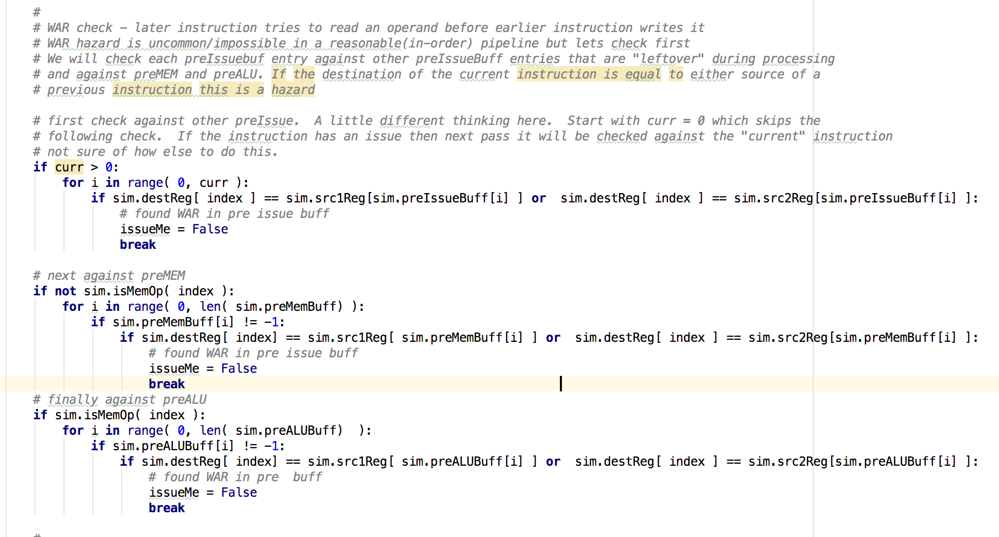 #
# WAR check - later instruction tries to read an operand before earlier instruction writes it
# WAR hazard is uncommon/impossible in a reasonable(in-order) pipeline but lets check first
# We will check each preIssuebuf entry against other preIssueBuff entries that are "leftover" during processing
# and against preMEM and preALU. If the destination of the current instruction is equal to either source of a
# previous instruction this is a hazard
# first check against other preIssue.  A little different thinking here.  Start with curr = 0 which skips the
# following check.  If the instruction has an issue then next pass it will be checked against the "current" instruction
# not sure of how else to do this.
if curr > 0:
    for i in range( 0, curr ):
        if sim.destReg[ index ] == sim.src1Reg[sim.preIssueBuff[i] ] or  sim.destReg[ index ] == sim.src2Reg[sim.preIssueBuff[i] ]:
            # found WAR in pre issue buff
            issueMe = False
            break
# next against preMEM
if not sim.isMemOp( index ):
    for i in range( 0, len( sim.preMemBuff) ):
        if sim.preMemBuff[i] != -1:
            if sim.destReg[ index] == sim.src1Reg[ sim.preMemBuff[i] ] or  sim.destReg[ index ] == sim.src2Reg[sim.preMemBuff[i] ]:
                # found WAR in pre issue buff
                issueMe = False
                break
# finally against preALU
if sim.isMemOp( index ):
    for i in range( 0, len( sim.preALUBuff)  ):
        if sim.preALUBuff[i] != -1:
            if sim.destReg[ index] == sim.src1Reg[ sim.preALUBuff[i] ] or  sim.destReg[ index ] == sim.src2Reg[sim.preALUBuff[i] ]:
                # found WAR in pre  buff
                issueMe = False
                break
#